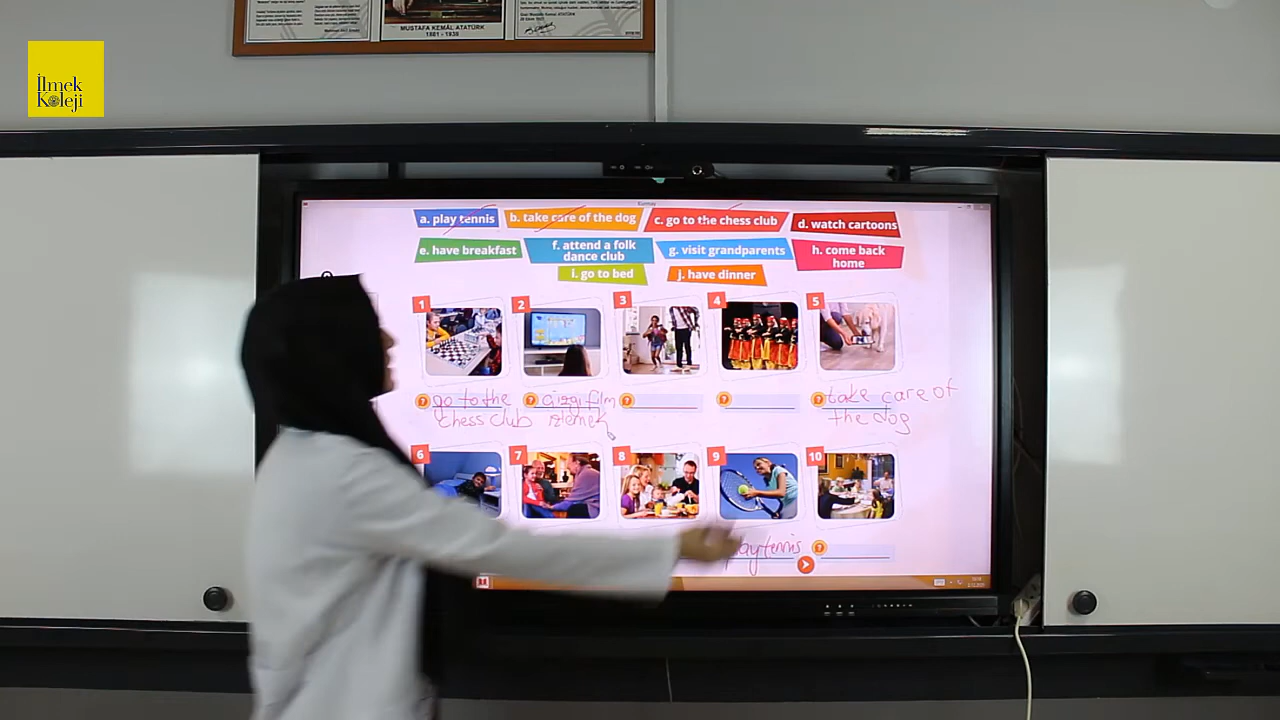 MUSTAFA KEMAL ATATÜRK
1881 - 1938
İlmek
Koleji
a. play tennis
b. take care of the dog
c. go to the chess club
d. watch cartoons
e. have breakfast
f. attend a folk
dance club
g. visit grandparents
h. come back
home
i. go to bed
j. have dinner
1
2
3
4
5
go to the
chess club
çizgi film
izlemek
take care of
the dog
6
7
8
9
10
play tennis